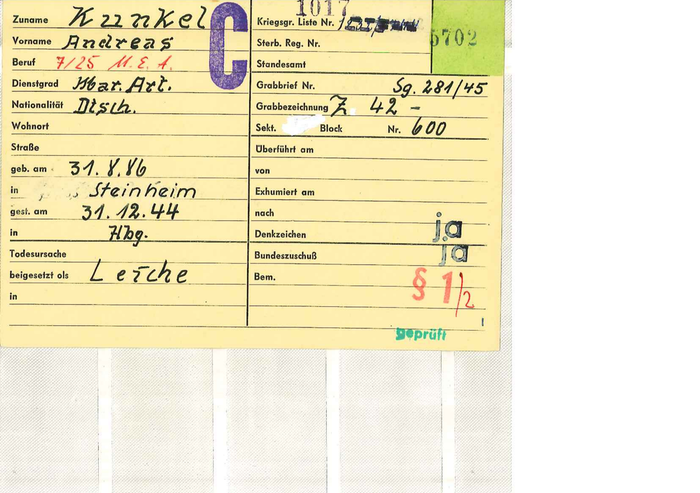 Zuname Kunkel
Vorname Andreas
Beruf 7/25 M.E.A.
Dienstgrad Mar. Art.
Nationalität Dtsch.
Wohnort
Straße
geb. am 31. 8. 86
in Steinheim
gest. am 31. 12. 44
in Hbg.
Todesursache
beigesetzt als Leiche
in
C
1017
Kriegsgr. Liste Nr.
5702
Sterb. Reg. Nr.
Standesamt
Grabbrief Nr. Sg. 281/45
Grabbezeichnung Z 42 –
Sekt. Block Nr. 600
Überführt am
von
Exhumiert am
nach
Denkzeichen ja
Bundeszuschuß ja
Bem. § 1/2
geprüft